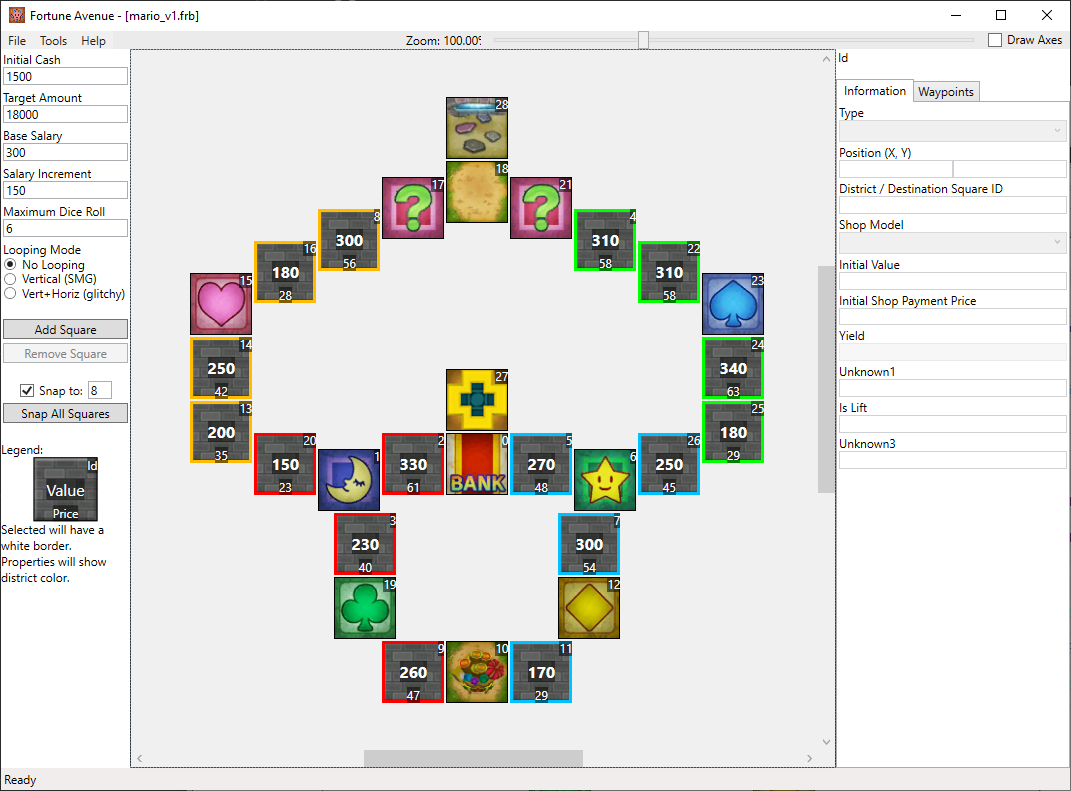 Fortune Avenue - [mario_v1.frb]
File Tools Help
Zoom: 100.00%
Draw Axes
Initial Cash
1500
Target Amount
18000
Base Salary
300
Salary Increment
150
Maximum Dice Roll
6
Looping Mode
No Looping
Vertical (SMG)
Vert+Horiz (glitchy)
Add Square
Remove Square
Snap to: 8
Snap All Squares
Legend:
Id
Value
Price
Selected will have a
white border.
Properties will show
district color.
28
18
17
21
8
300
56
4
310
58
16
180
28
22
310
58
15
23
14
250
42
24
340
63
27
13
200
35
25
180
29
20
150
23
1
2
330
61
0
BANK
5
270
48
6
26
250
45
3
230
40
7
300
54
19
12
9
260
47
10
11
170
29
Id
Information Waypoints
Type
Position (X, Y)
District / Destination Square ID
Shop Model
Initial Value
Initial Shop Payment Price
Yield
Unknown1
Is Lift
Unknown3
Ready